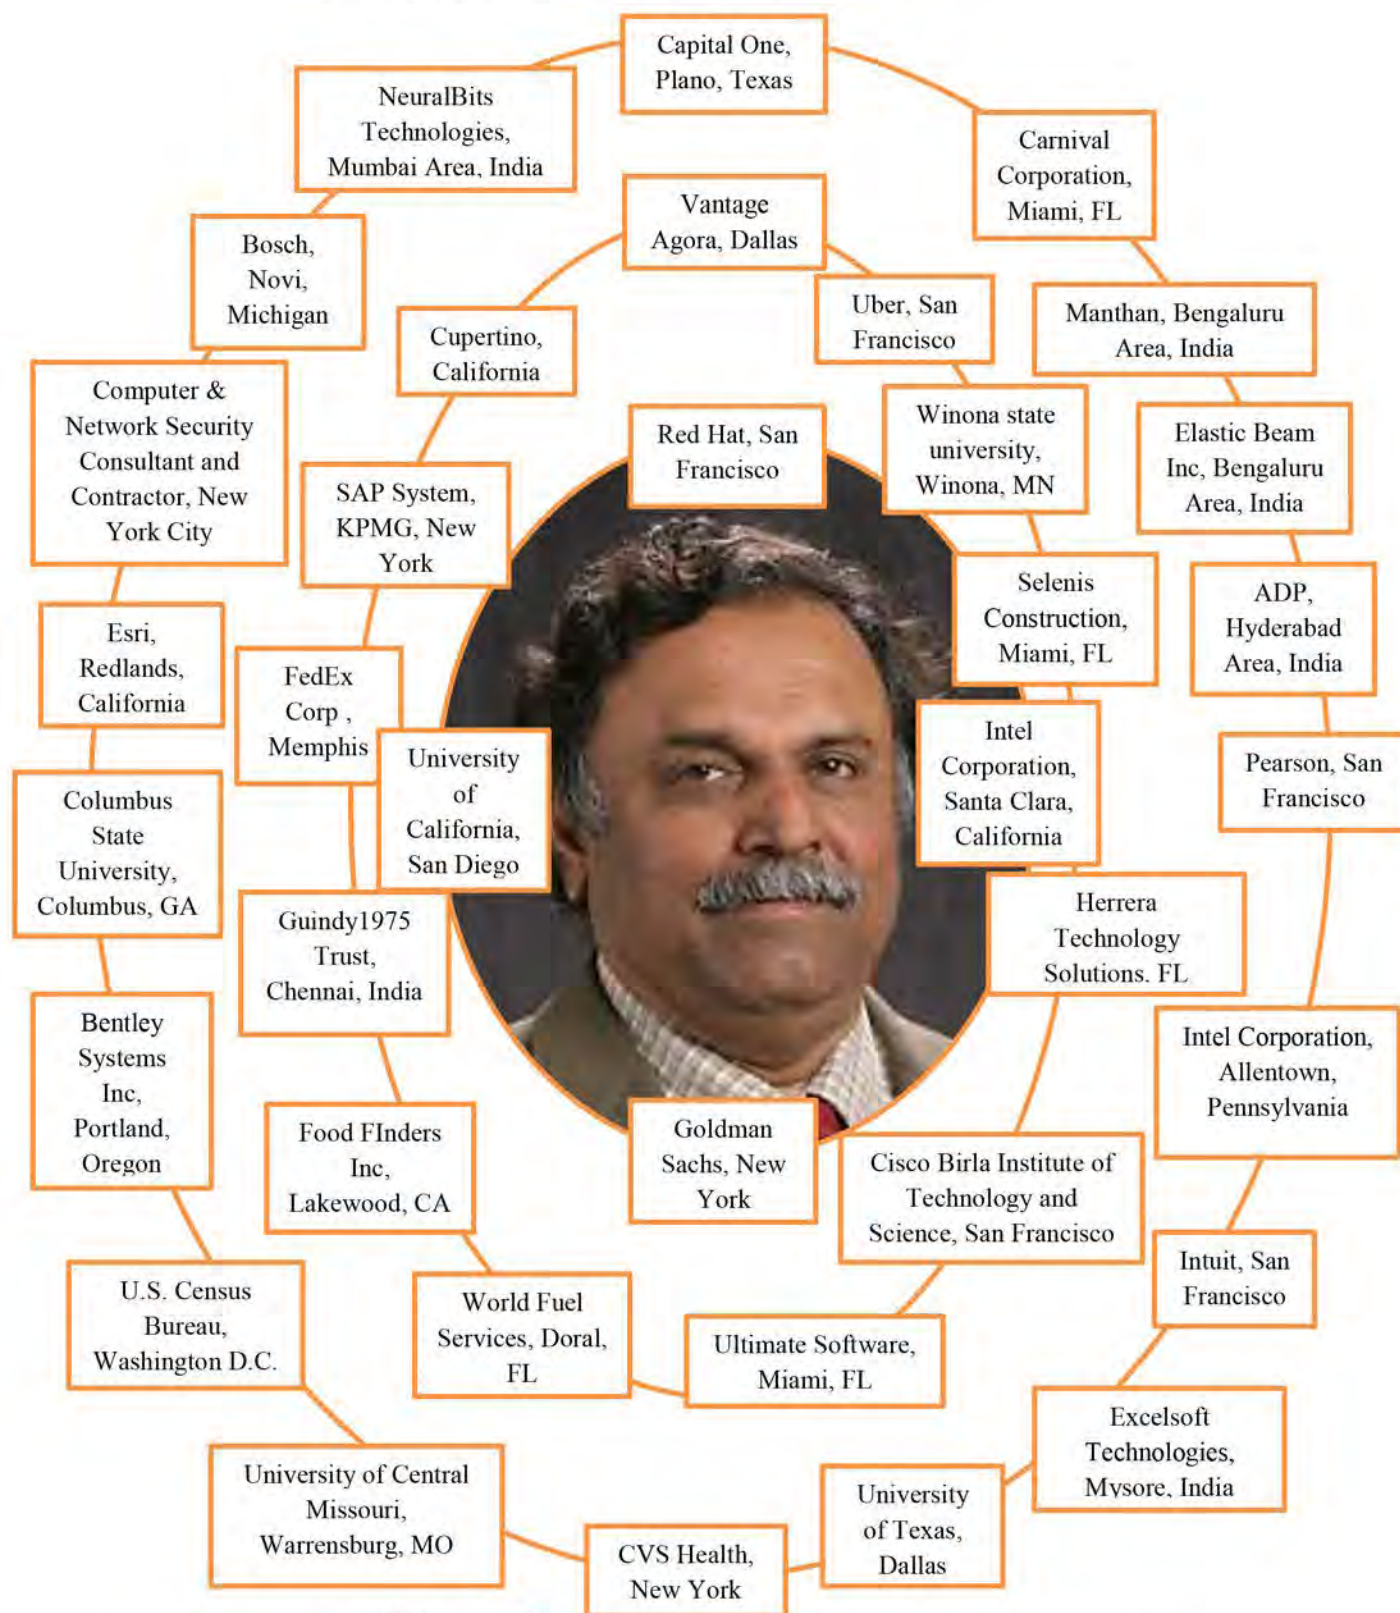 Capital One,
Plano, Texas
NeuralBits
Technologies,
Mumbai Area, India
Carnival
Corporation,
Miami, FL
Vantage
Agora, Dallas
Bosch,
Novi,
Michigan
Uber, San
Francisco
Manthan, Bengaluru
Area, India
Cupertino,
California
Computer &
Network Security
Consultant and
Contractor, New
York City
Red Hat, San
Francisco
Winona state
university,
Winona, MN
Elastic Beam
Inc, Bengaluru
Area, India
SAP System,
KPMG, New
York
Selenis
Construction,
Miami, FL
ADP,
Hyderabad
Area, India
Esri,
Redlands,
California
FedEx
Corp ,
Memphis
University
of
California,
San Diego
Intel
Corporation,
Santa Clara,
California
Pearson, San
Francisco
Columbus
State
University,
Columbus, GA
Guindy1975
Trust,
Chennai, India
Herrera
Technology
Solutions. FL
Bentley
Systems
Inc,
Portland,
Oregon
Intel Corporation,
Allentown,
Pennsylvania
Food FInders
Inc,
Lakewood, CA
Goldman
Sachs, New
York
Cisco Birla Institute of
Technology and
Science, San Francisco
U.S. Census
Bureau,
Washington D.C.
World Fuel
Services, Doral,
FL
Ultimate Software,
Miami, FL
Intuit, San
Francisco
Excelsoft
Technologies,
Mysore, India
University of Central
Missouri,
Warrensburg, MO
University
of Texas,
Dallas
CVS Health,
New York